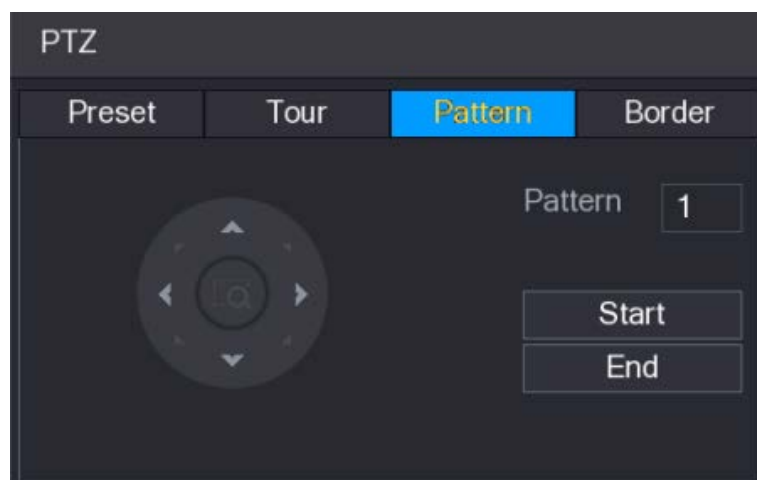 PTZ
Preset Tour Pattern Border
Pattern 1
Start
End